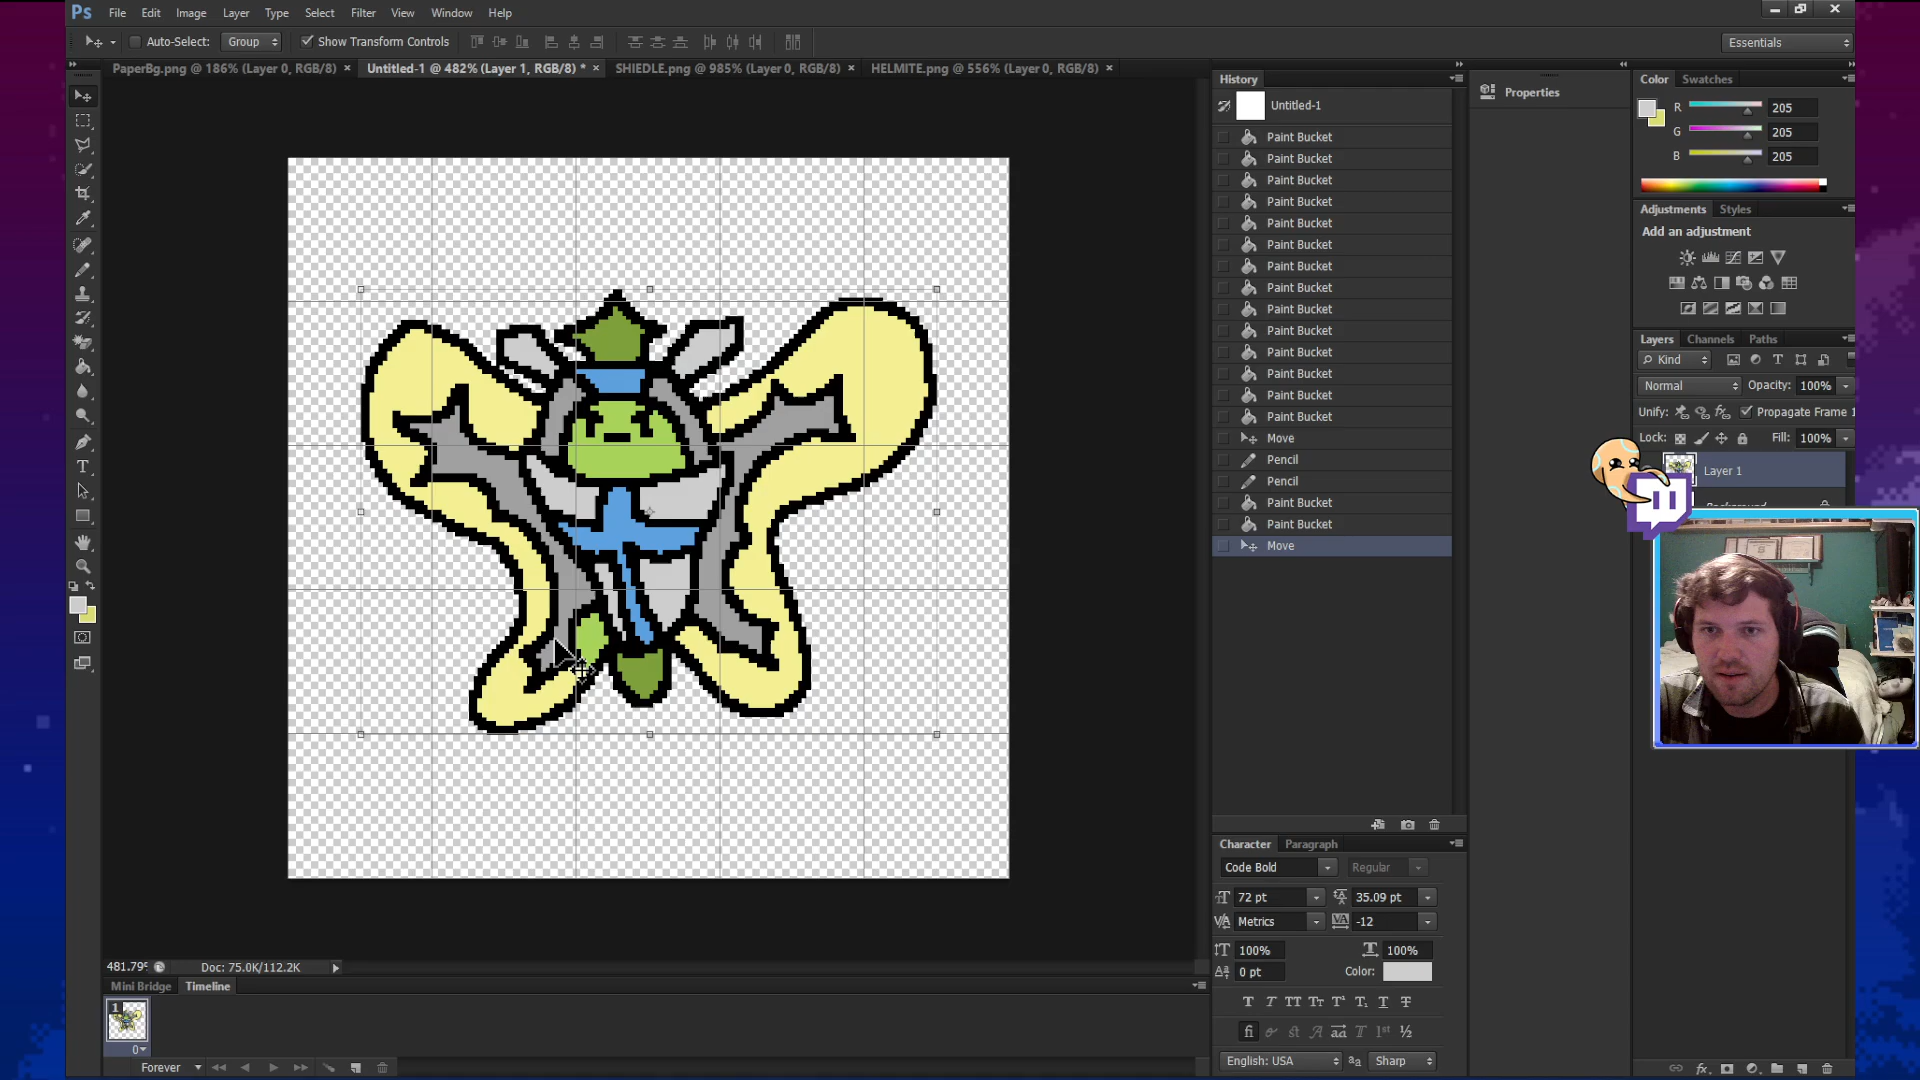 Ps File Edit Image Layer Type Select Filter View Window Help
Auto-Select: Group Show Transform Controls Essentials
PaperBg.png @ 186% (Layer 0, RGB/8) × Untitled-1 @ 482% (Layer 1, RGB/8) * × SHIEDLE.png @ 985% (Layer 0, RGB/8) × HELMITE.png @ 556% (Layer 0, RGB/8) ×
History
Untitled-1
Paint Bucket
Paint Bucket
Paint Bucket
Paint Bucket
Paint Bucket
Paint Bucket
Paint Bucket
Paint Bucket
Paint Bucket
Paint Bucket
Paint Bucket
Paint Bucket
Paint Bucket
Paint Bucket
Move
Pencil
Pencil
Paint Bucket
Paint Bucket
Move
Properties
Color Swatches
R 205
G 205
B 205
Adjustments Styles
Add an adjustment
Layers Channels Paths
Kind
Normal Opacity: 100%
Unify: Propagate Frame 1
Lock: Fill: 100%
Layer 1
Character Paragraph
Code Bold Regular
72 pt 35.09 pt
Metrics -12
100% 100%
0 pt Color:
English: USA Sharp
481.79% Doc: 75.0K/112.2K
Mini Bridge Timeline
1
0
Forever